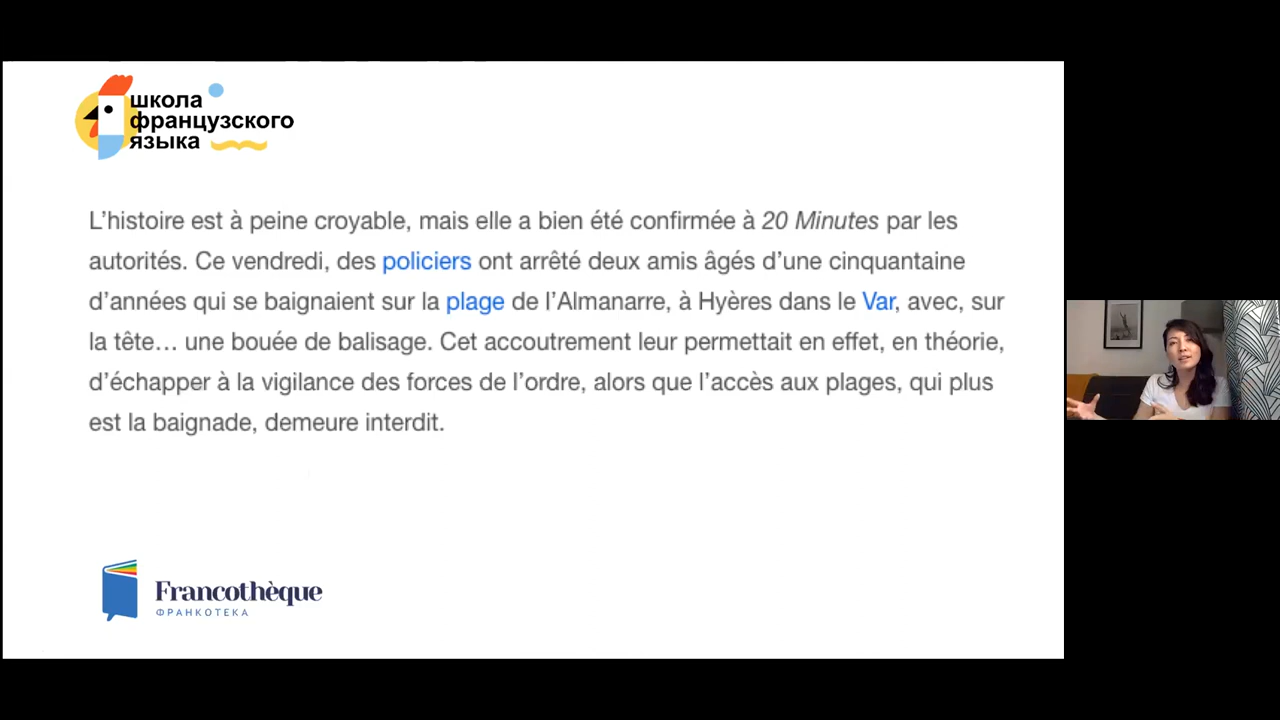 школа
французского
языка
L’histoire est à peine croyable, mais elle a bien été confirmée à 20 Minutes par les
autorités. Ce vendredi, des policiers ont arrêté deux amis âgés d’une cinquantaine
d’années qui se baignaient sur la plage de l’Almanarre, à Hyères dans le Var, avec, sur
la tête… une bouée de balisage. Cet accoutrement leur permettait en effet, en théorie,
d’échapper à la vigilance des forces de l’ordre, alors que l’accès aux plages, qui plus
est la baignade, demeure interdit.
Francothèque
ФРАНКОТЕКА